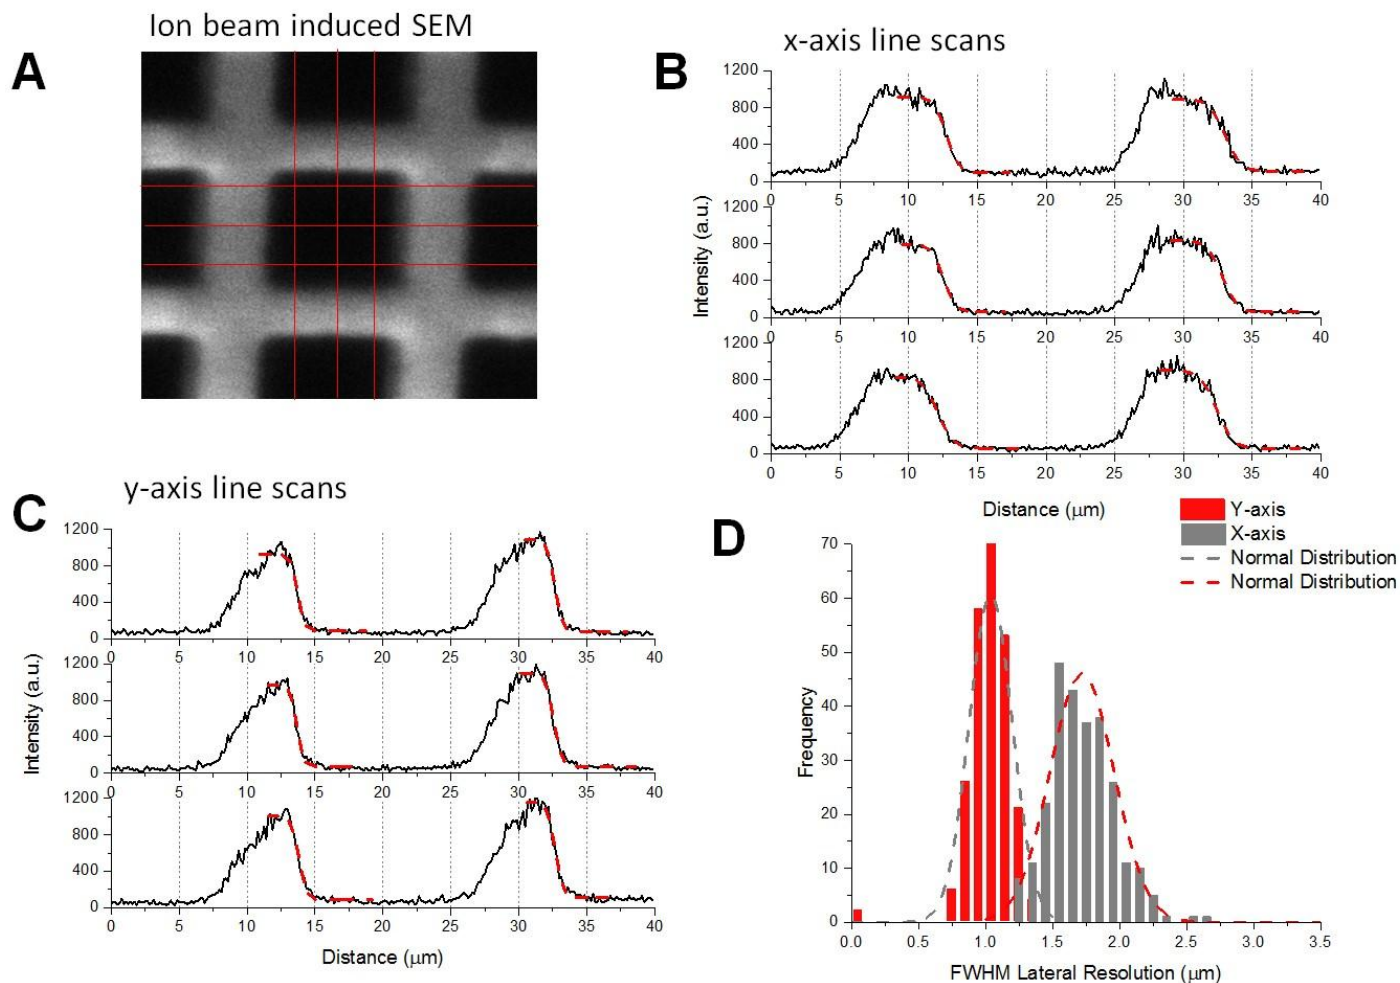 Ion beam induced SEM
A
x-axis line scans
B
1200
800
400
0
0 5 10 15 20 25 30 35 40
1200
800
400
0
0 5 10 15 20 25 30 35 40
1200
800
400
0
0 5 10 15 20 25 30 35 40
Intensity (a.u.)
Distance (μm)
y-axis line scans
C
1200
800
400
0
0 5 10 15 20 25 30 35 40
1200
800
400
0
0 5 10 15 20 25 30 35 40
1200
800
400
0
0 5 10 15 20 25 30 35 40
Intensity (a.u.)
Distance (μm)
D
Y-axis
X-axis
Normal Distribution
Normal Distribution
70
60
50
40
30
20
10
0
0.0 0.5 1.0 1.5 2.0 2.5 3.0 3.5
Frequency
FWHM Lateral Resolution (μm)